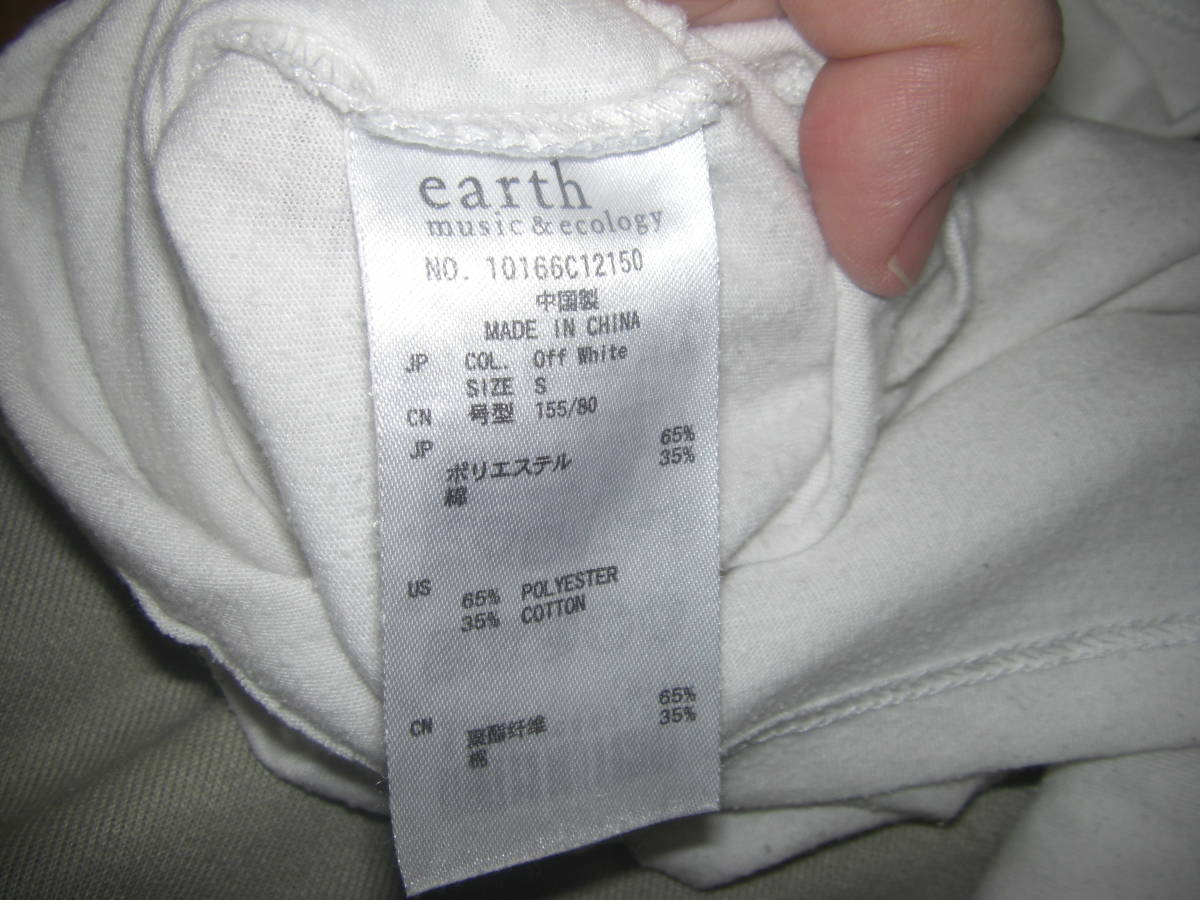 earth
music & ecology
NO. 10166C12150
中国製
MADE IN CHINA
JP COL. Off White
SIZE S
CN 号型 155/80
JP
ポリエステル 65%
綿 35%
US 65% POLYESTER
35% COTTON
CN 聚酯纤维 65%
棉 35%